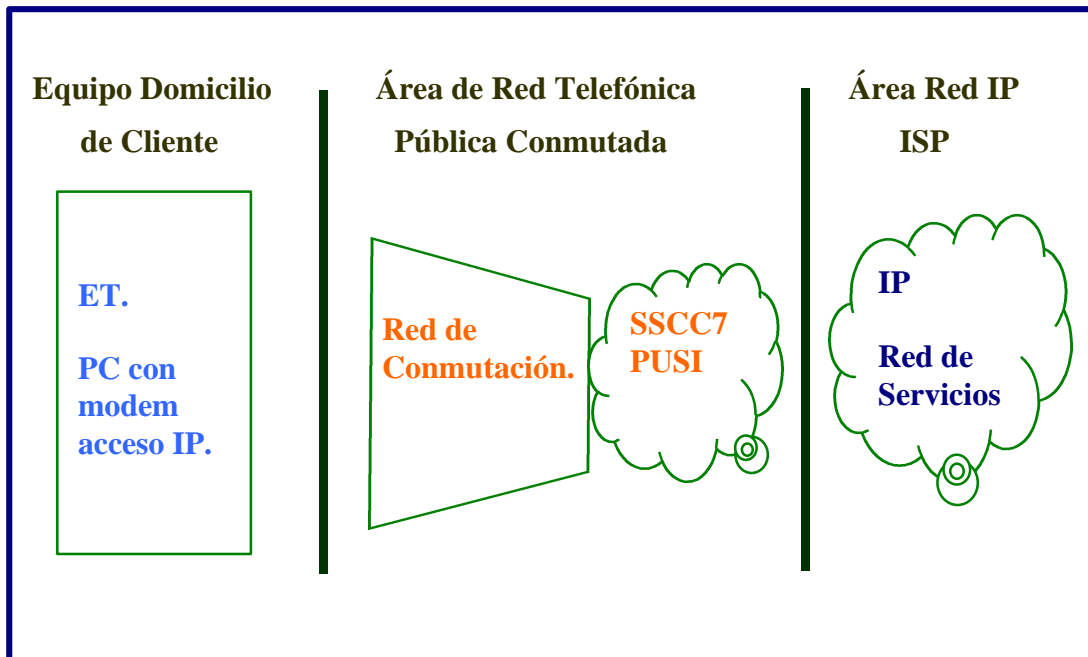 Equipo Domicilio
de Cliente
Área de Red Telefónica
Pública Conmutada
Área Red IP
ISP
ET.
PC con
modem
acceso IP.
Red de
Conmutación.
SSCC7
PUSI
IP
Red de
Servicios